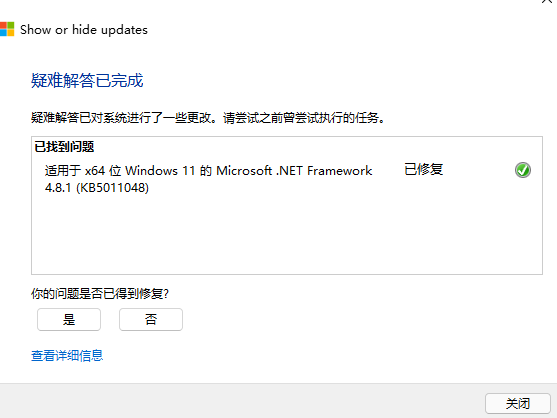 Show or hide updates
疑难解答已完成
疑难解答已对系统进行了一些更改。请尝试之前曾尝试执行的任务。
已找到问题
适用于 x64 位 Windows 11 的 Microsoft .NET Framework 已修复
4.8.1 (KB5011048)
你的问题是否已得到修复?
是 否
查看详细信息
关闭